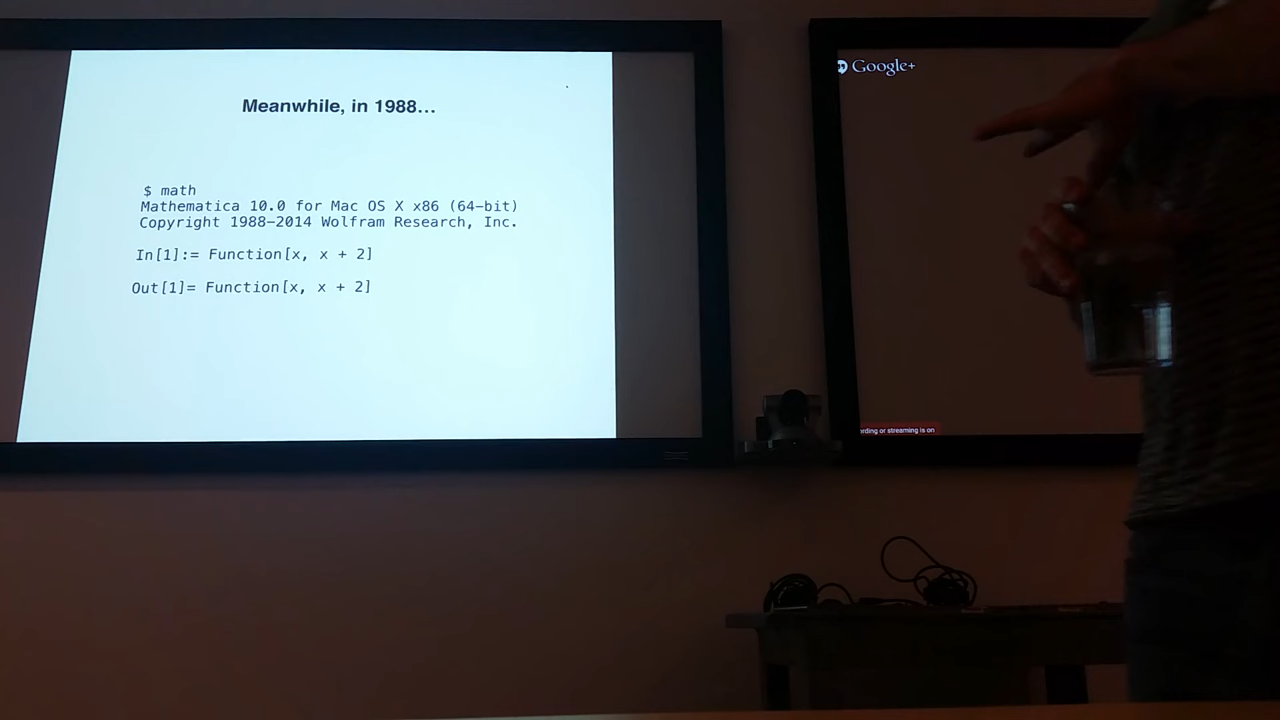 Meanwhile, in 1988…
$ math
Mathematica 10.0 for Mac OS X x86 (64-bit)
Copyright 1988-2014 Wolfram Research, Inc.
In[1]:= Function[x, x + 2]
Out[1]= Function[x, x + 2]
Google+
rding or streaming is on